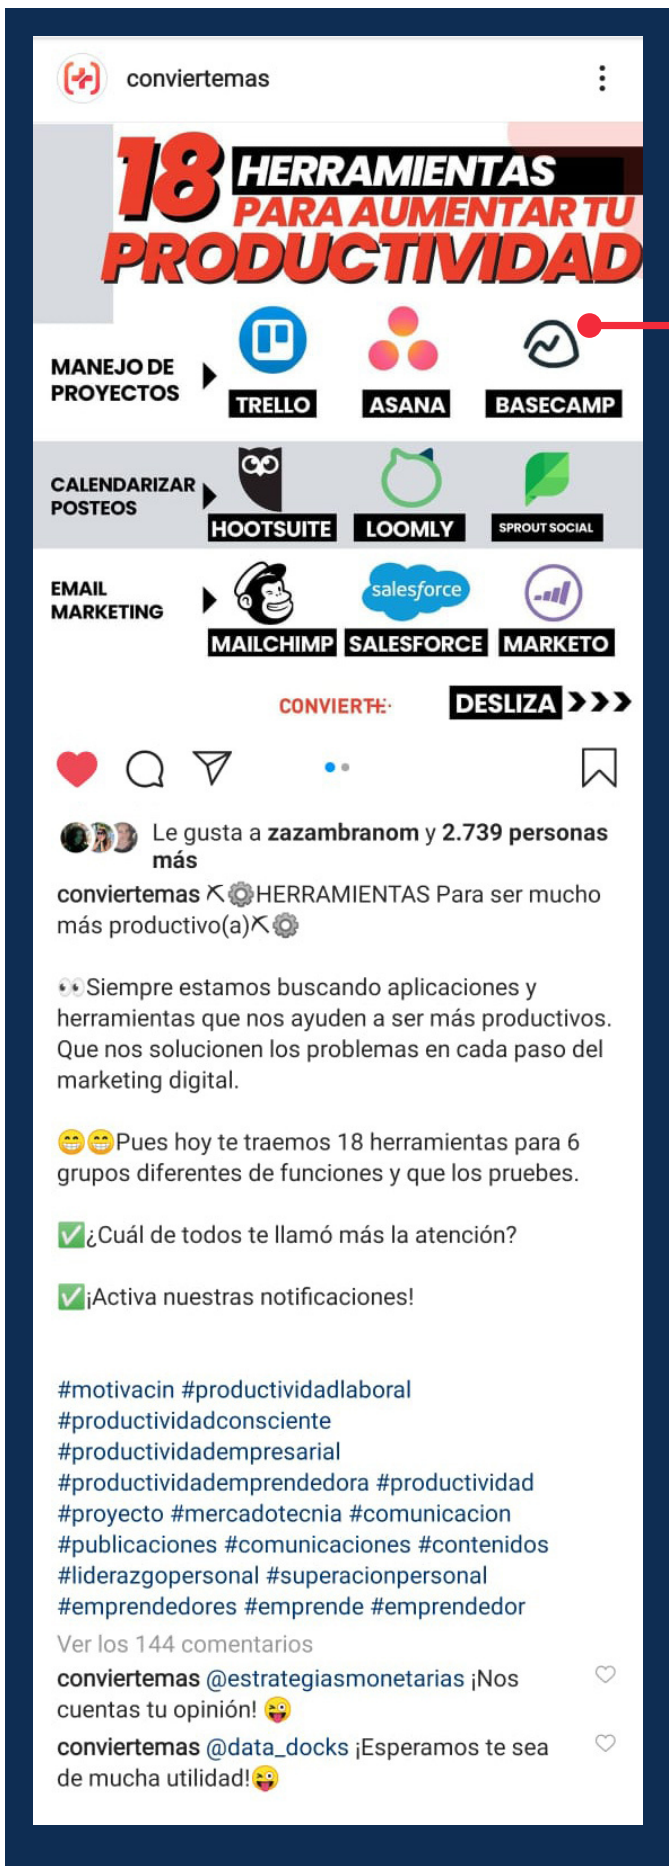 conviertemas
18 HERRAMIENTAS
PARA AUMENTAR TU
PRODUCTIVIDAD
MANEJO DE
PROYECTOS
TRELLO
ASANA
BASECAMP
CALENDARIZAR
POSTEOS
HOOTSUITE
LOOMLY
SPROUT SOCIAL
EMAIL
MARKETING
salesforce
MAILCHIMP
SALESFORCE
MARKETO
CONVIERTE
DESLIZA
Le gusta a zazambranom y 2.739 personas
más
conviertemas ⛏⚙HERRAMIENTAS Para ser mucho
más productivo(a)⛏⚙
👀Siempre estamos buscando aplicaciones y
herramientas que nos ayuden a ser más productivos.
Que nos solucionen los problemas en cada paso del
marketing digital.
😁😁Pues hoy te traemos 18 herramientas para 6
grupos diferentes de funciones y que los pruebes.
✅¿Cuál de todos te llamó más la atención?
✅¡Activa nuestras notificaciones!
#motivacin #productividadlaboral
#productividadconsciente
#productividadempresarial
#productividademprendedora #productividad
#proyecto #mercadotecnia #comunicacion
#publicaciones #comunicaciones #contenidos
#liderazgopersonal #superacionpersonal
#emprendedores #emprende #emprendedor
Ver los 144 comentarios
conviertemas @estrategiasmonetarias ¡Nos
cuentas tu opinión! 😜
conviertemas @data_docks ¡Esperamos te sea
de mucha utilidad!😜